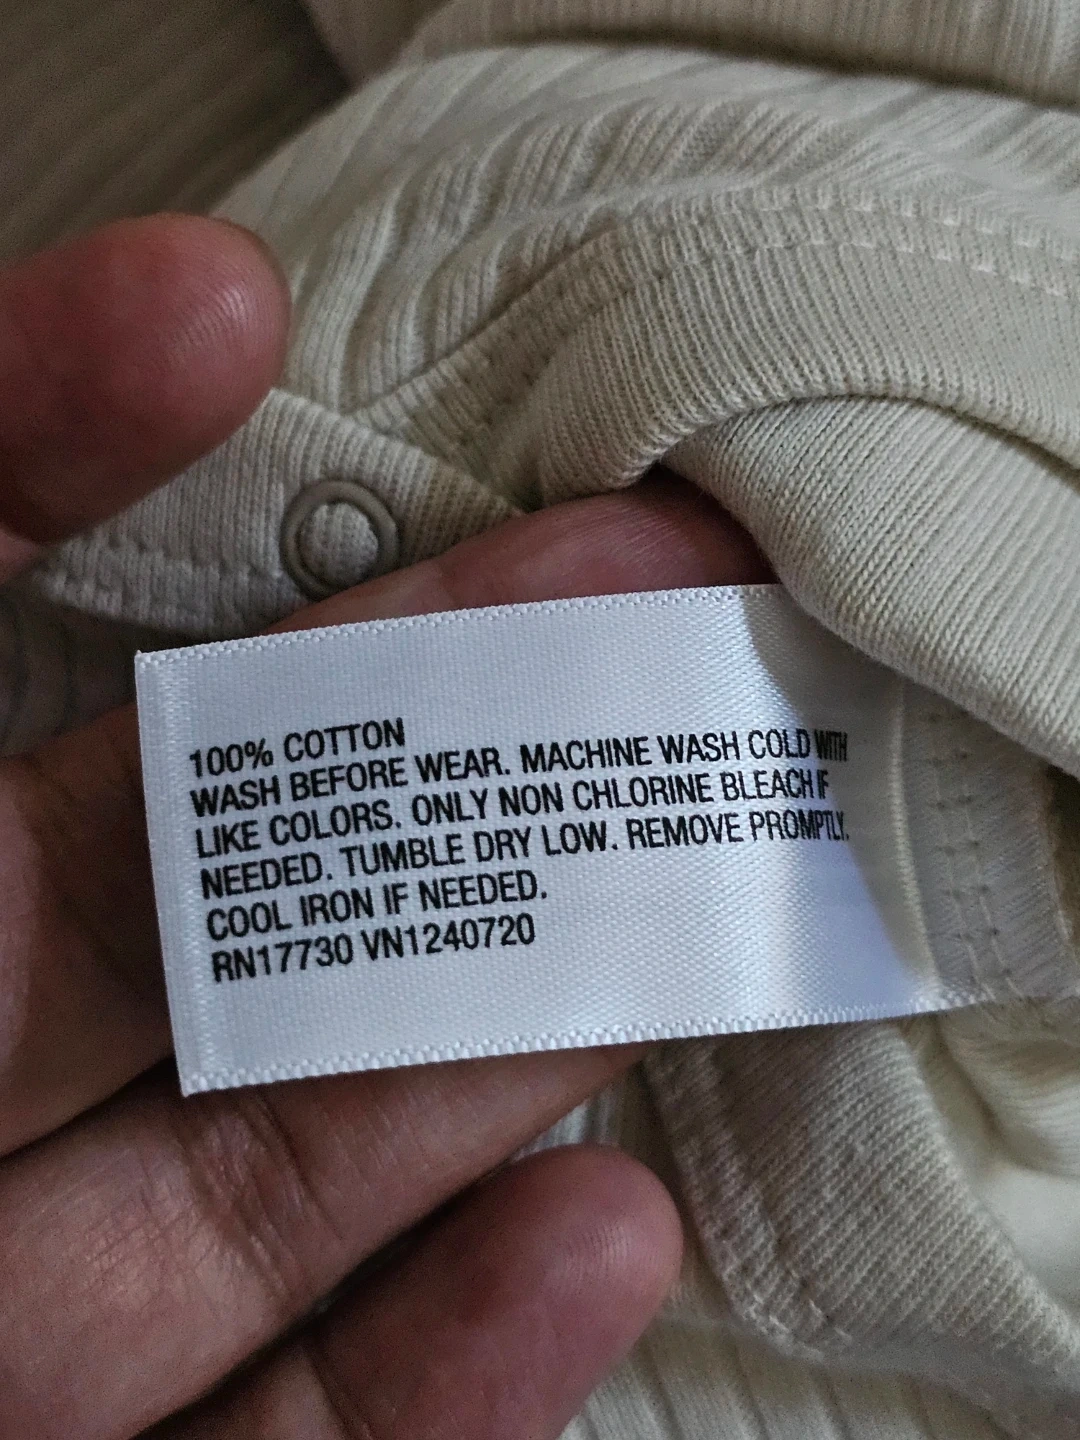 100% COTTON
WASH BEFORE WEAR. MACHINE WASH COLD WITH
LIKE COLORS. ONLY NON CHLORINE BLEACH IF
NEEDED. TUMBLE DRY LOW. REMOVE PROMPTLY.
COOL IRON IF NEEDED.
RN17730 VN1240720